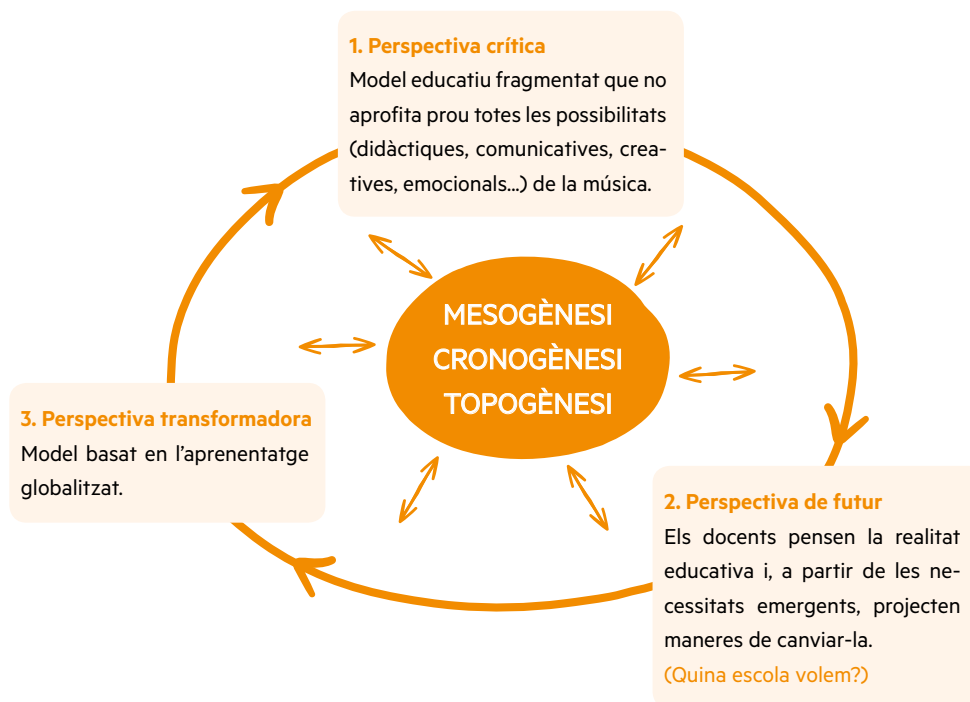 1. Perspectiva crítica
Model educatiu fragmentat que no
aprofita prou totes les possibilitats
(didàctiques, comunicatives, crea-
tives, emocionals...) de la música.
MESOGÈNESI
CRONOGÈNESI
TOPOGÈNESI
3. Perspectiva transformadora
Model basat en l'aprenentatge
globalitzat.
2. Perspectiva de futur
Els docents pensen la realitat
educativa i, a partir de les ne-
cessitats emergents, projecten
maneres de canviar-la.
(Quina escola volem?)